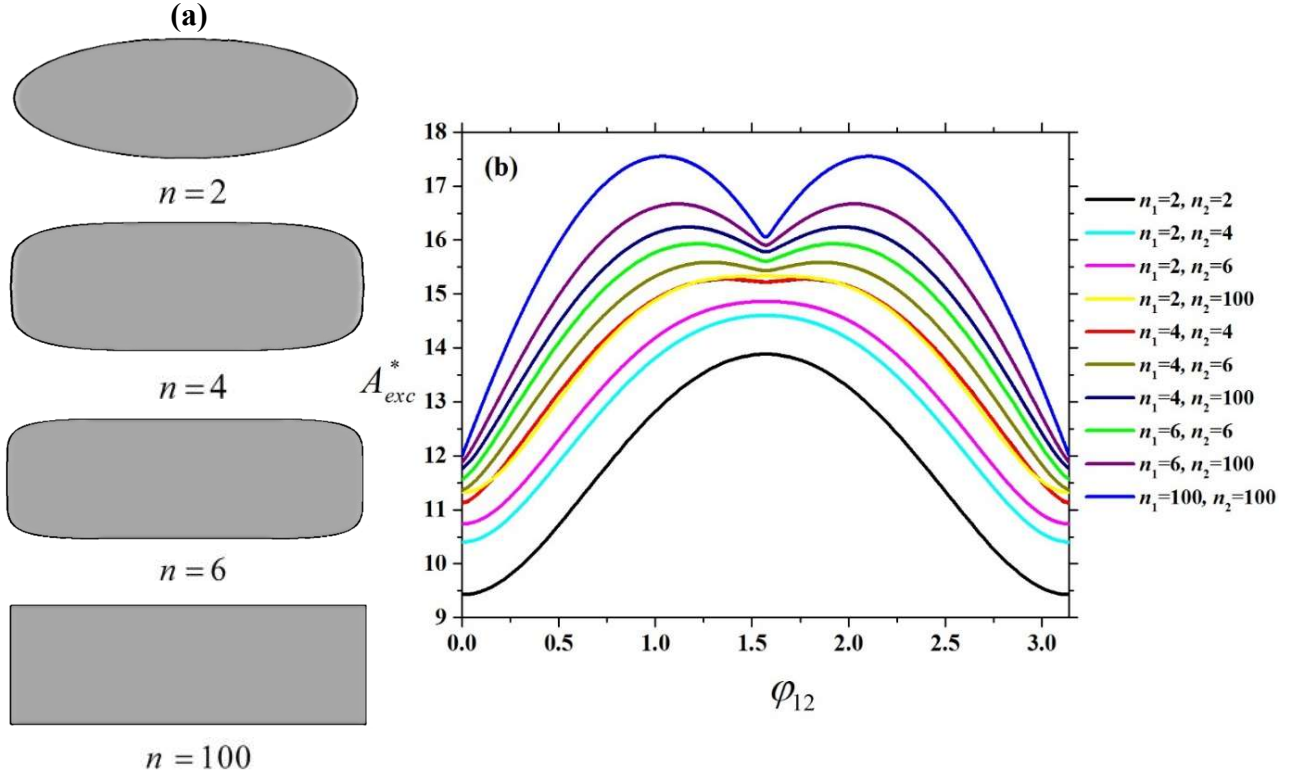 (a)
n = 2
n = 4
n = 6
n = 100
(b)
A*exc
18
17
16
15
14
13
12
11
10
9
0.0 0.5 1.0 1.5 2.0 2.5 3.0
φ12
n1=2, n2=2
n1=2, n2=4
n1=2, n2=6
n1=2, n2=100
n1=4, n2=4
n1=4, n2=6
n1=4, n2=100
n1=6, n2=6
n1=6, n2=100
n1=100, n2=100